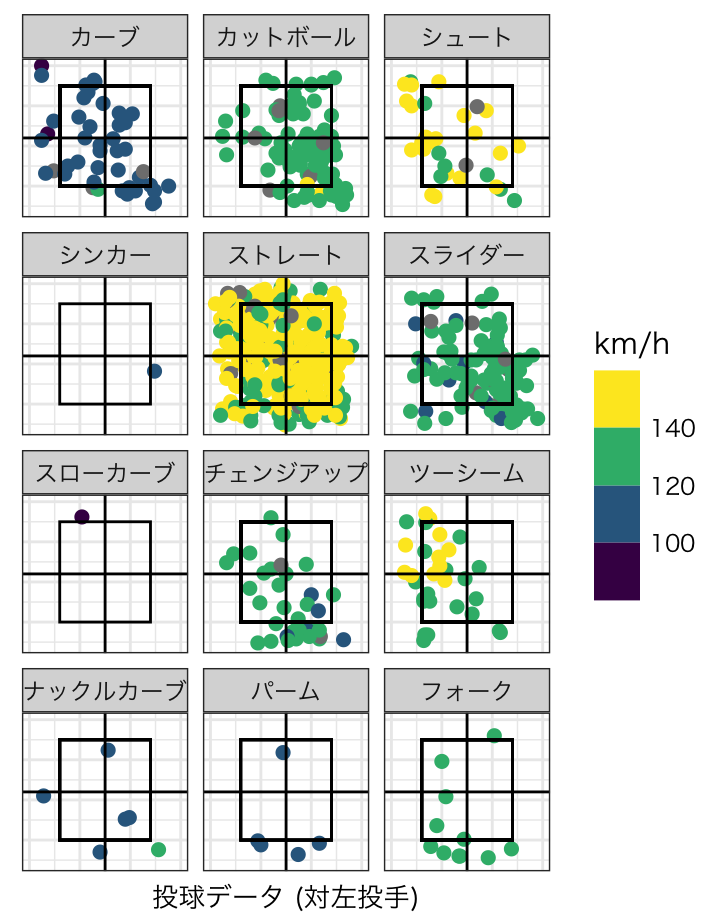 カーブ
カットボール
シュート
シンカー
ストレート
スライダー
スローカーブ
チェンジアップ
ツーシーム
ナックルカーブ
パーム
フォーク
km/h
140
120
100
投球データ (対左投手)